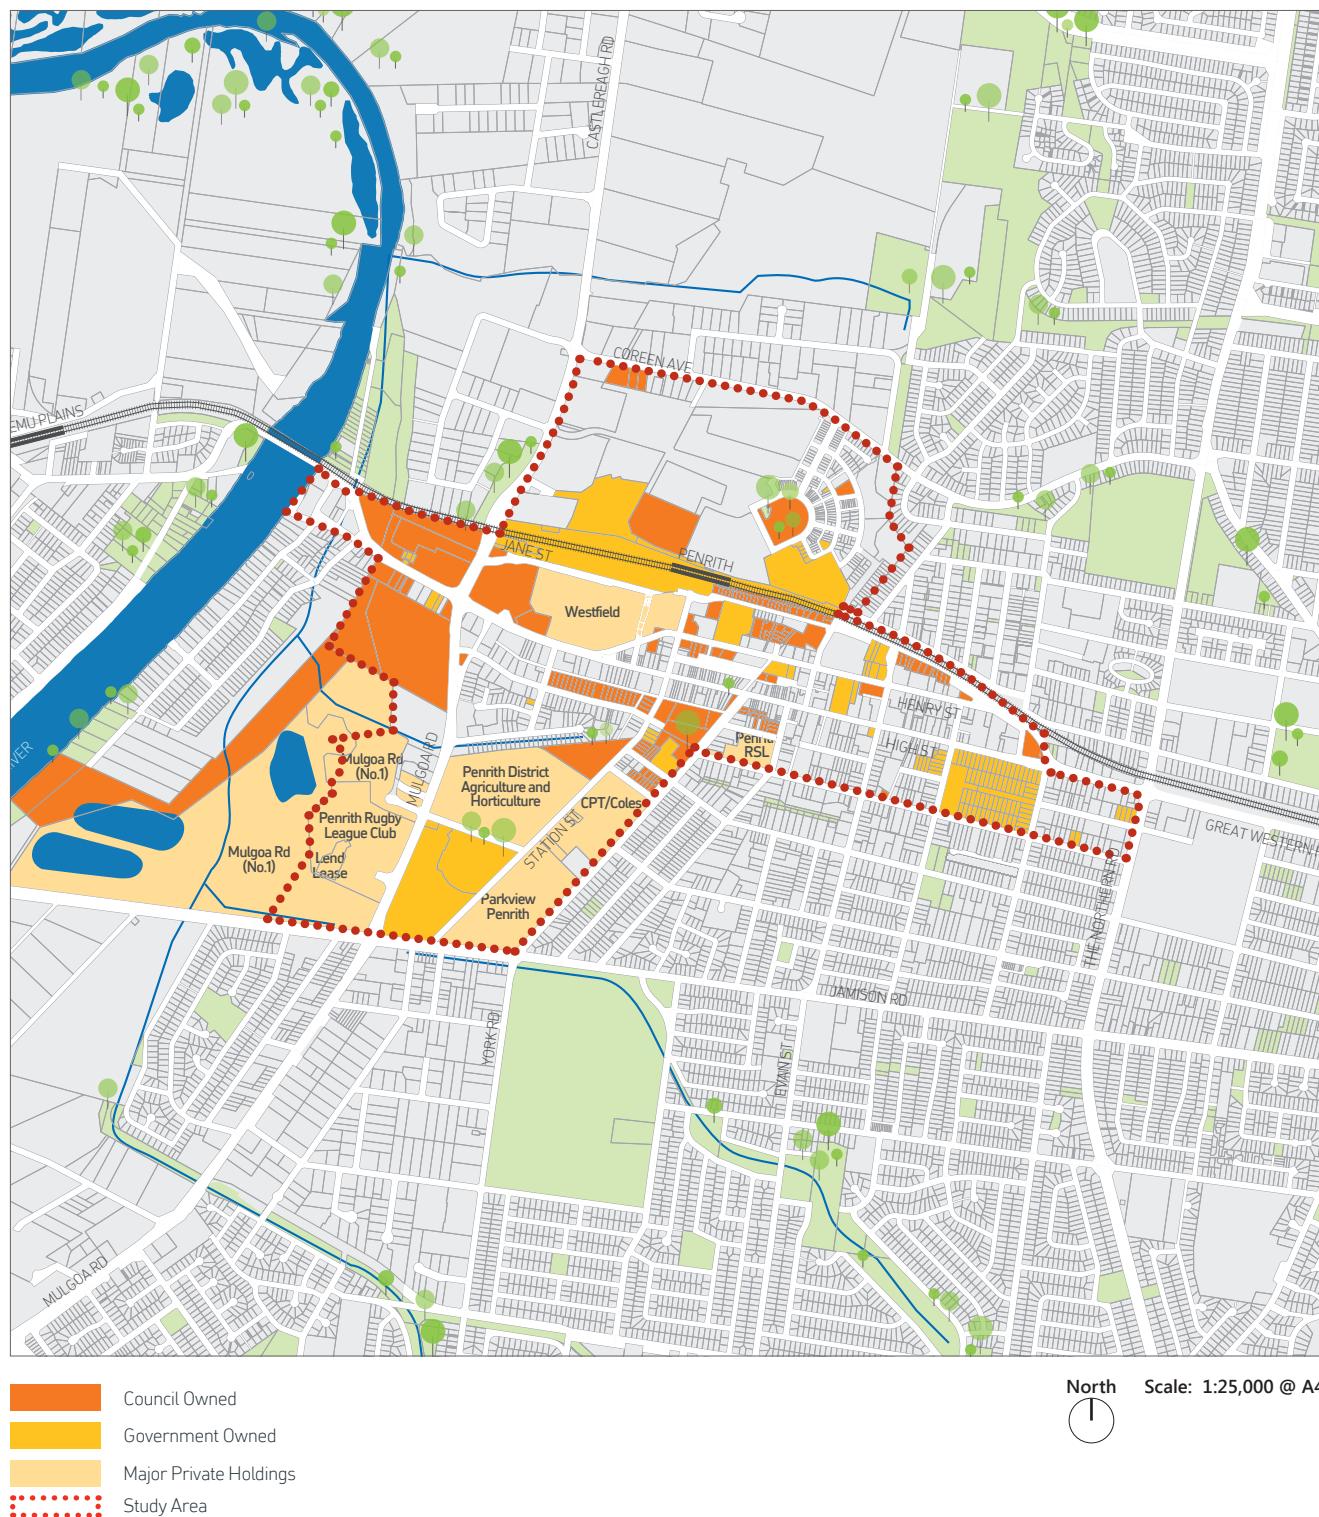 CASTLEREAGH RD
COREEN AVE
EMU PLAINS
JANE ST
PENRITH
Westfield
HENRY ST
HIGH ST
Penrith
RSL
MULGOA RD
Mulgoa Rd
(No.1)
Penrith District
Agriculture and
Horticulture
CPT/Coles
Penrith Rugby
League Club
STATION ST
Mulgoa Rd
(No.1)
Lend
Lease
Parkview
Penrith
GREAT WESTERN
THE NORTHERN RD
JAMISON RD
YORK RD
EVAN ST
MULGOA RD
Council Owned
Government Owned
Major Private Holdings
Study Area
North
Scale: 1:25,000 @ A4